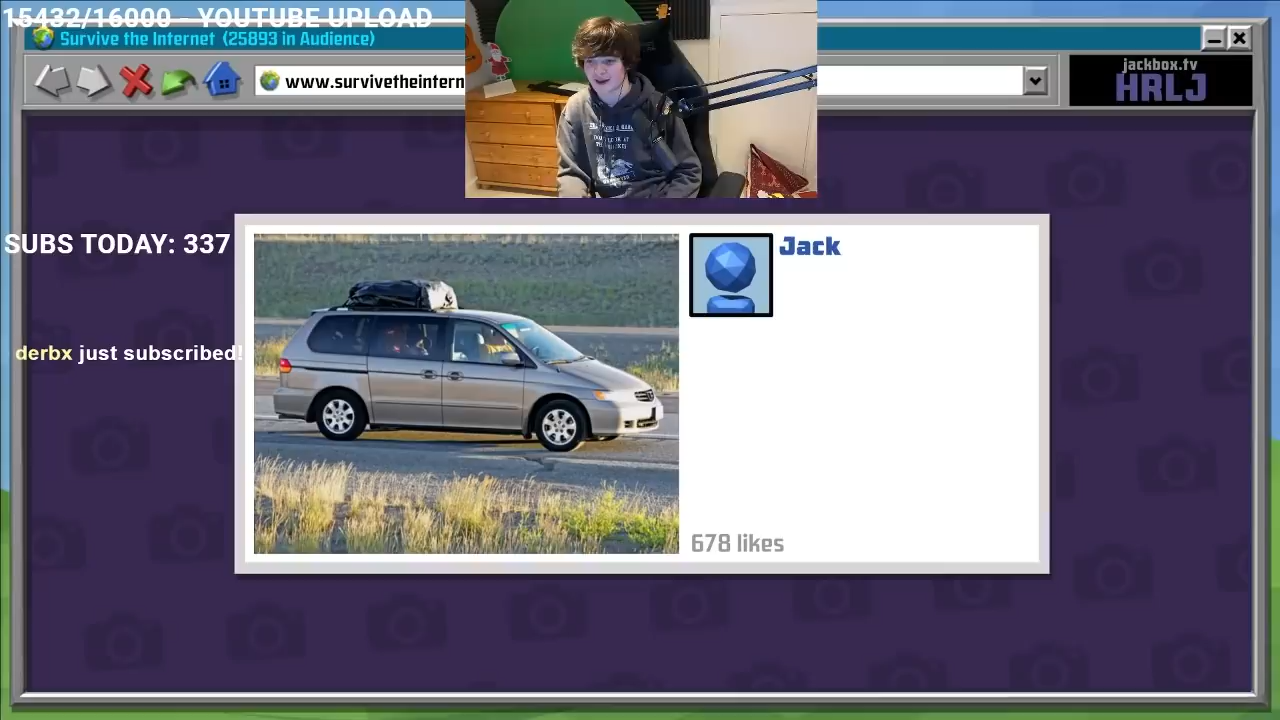 15432/16000 - YOUTUBE UPLOAD
Survive the Internet (25893 in Audience)
www.survivetheintern
jackbox.tv
HRLJ
SUBS TODAY: 337
Jack
derbx just subscribed!
678 likes